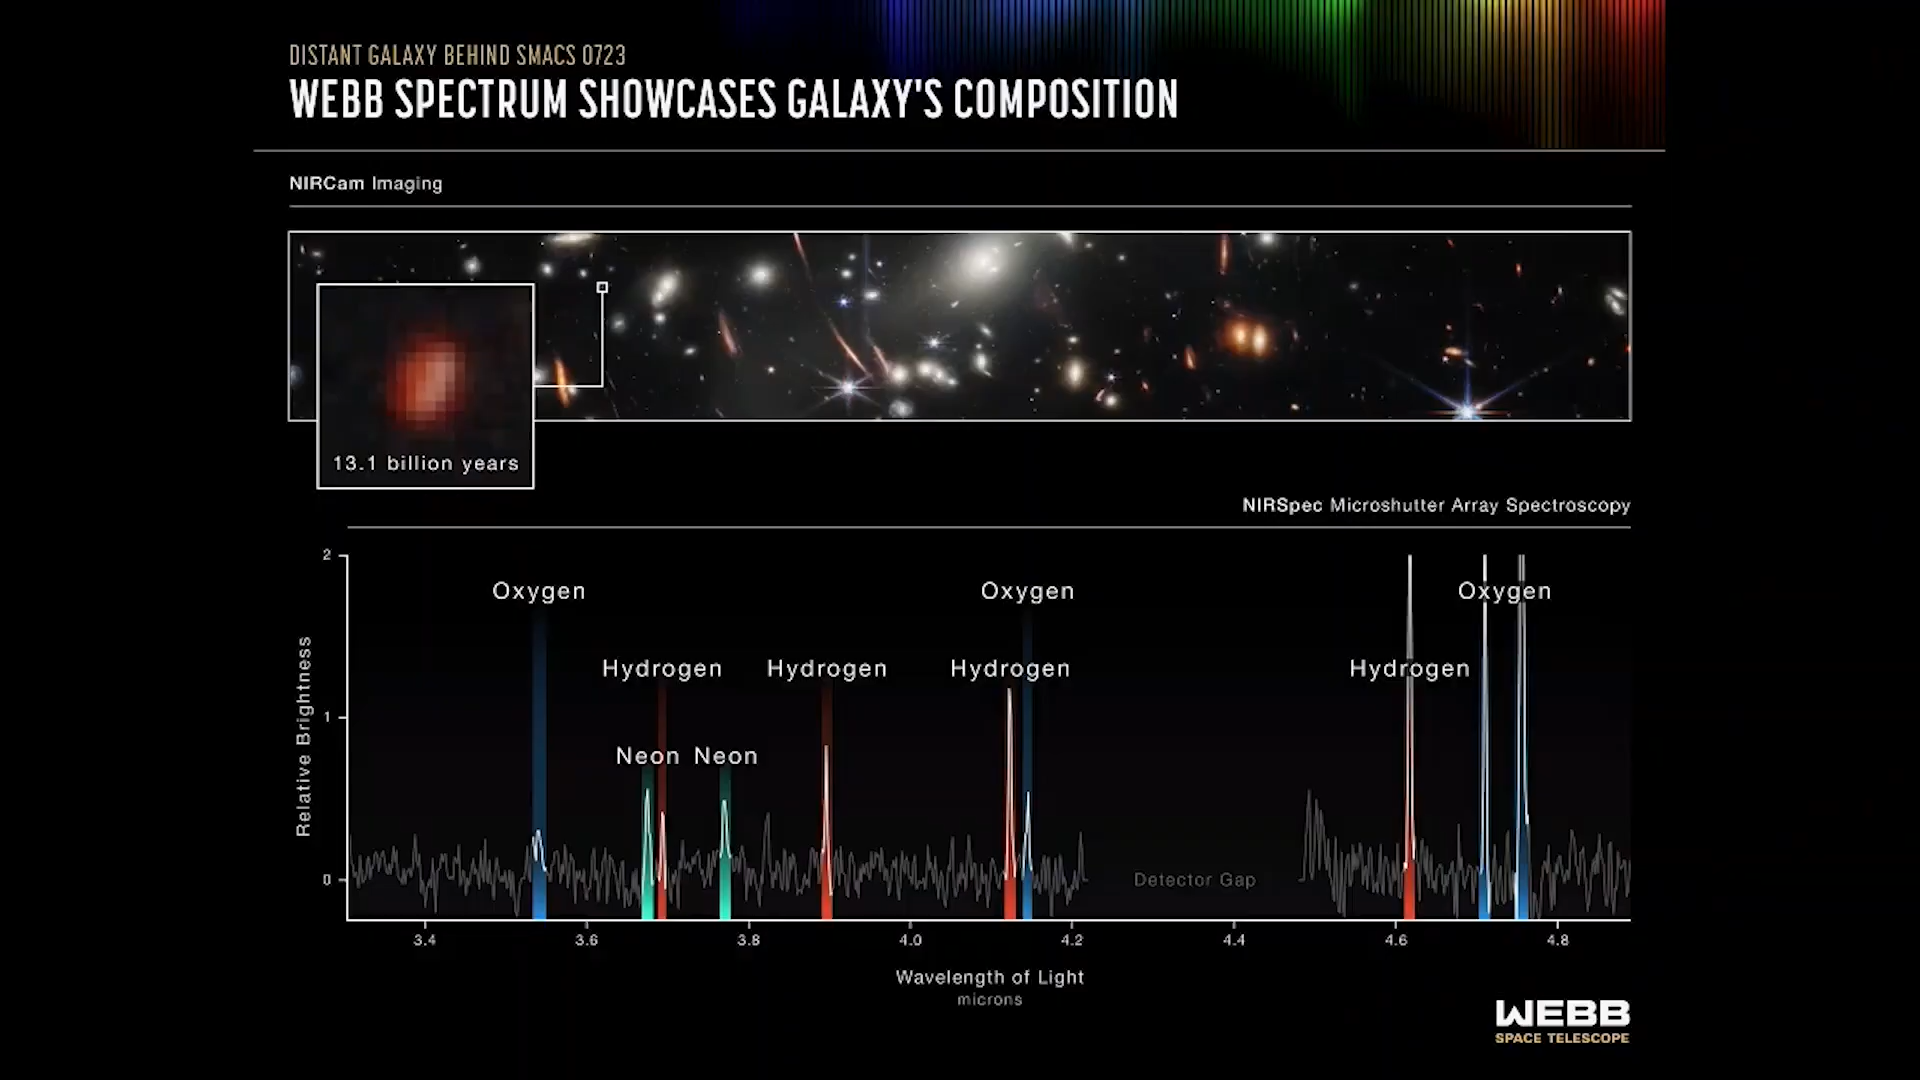 DISTANT GALAXY BEHIND SMACS 0723
WEBB SPECTRUM SHOWCASES GALAXY'S COMPOSITION
NIRCam Imaging
13.1 billion years
NIRSpec Microshutter Array Spectroscopy
2
Oxygen Oxygen Oxygen
Hydrogen Hydrogen Hydrogen Hydrogen
1
Neon Neon
Relative Brightness
0
Detector Gap
3.4 3.6 3.8 4.0 4.2 4.4 4.6 4.8
Wavelength of Light
microns
WEBB
SPACE TELESCOPE